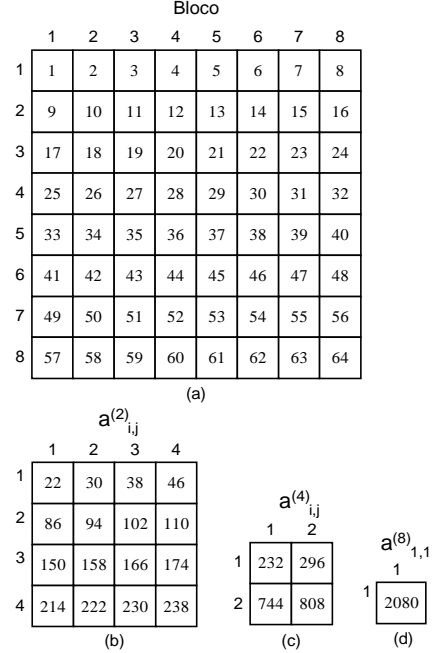 Bloco
1 2 3 4 5 6 7 8
1 1 2 3 4 5 6 7 8
2 9 10 11 12 13 14 15 16
3 17 18 19 20 21 22 23 24
4 25 26 27 28 29 30 31 32
5 33 34 35 36 37 38 39 40
6 41 42 43 44 45 46 47 48
7 49 50 51 52 53 54 55 56
8 57 58 59 60 61 62 63 64
(a)
a(2)i,j
1 2 3 4
1 22 30 38 46
2 86 94 102 110
3 150 158 166 174
4 214 222 230 238
(b)
a(4)i,j
1 2
1 232 296
2 744 808
(c)
a(8)1,1
1
1 2080
(d)